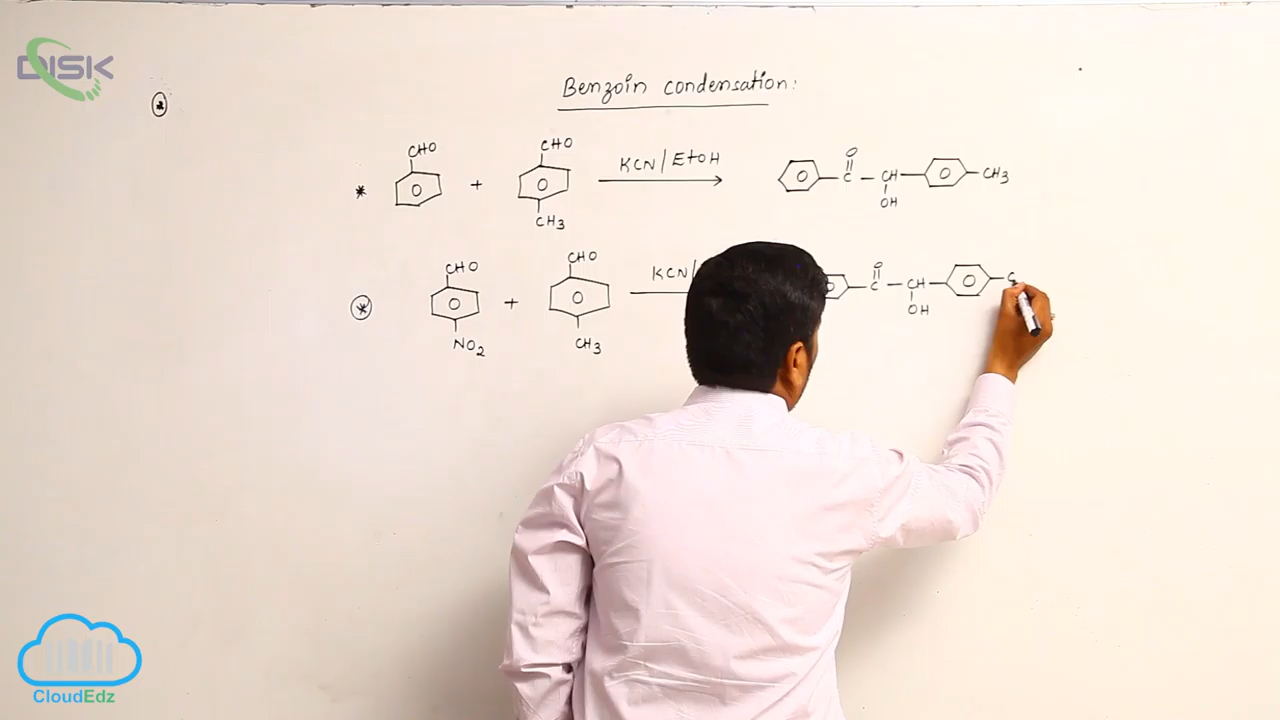 DISK
Benzoin condensation:
CHO CHO KCN/EtOH O
* + C - CH CH3
CH3 OH
CHO CHO KCN/ O
* + C - CH C
OH
NO2 CH3
CloudEdz